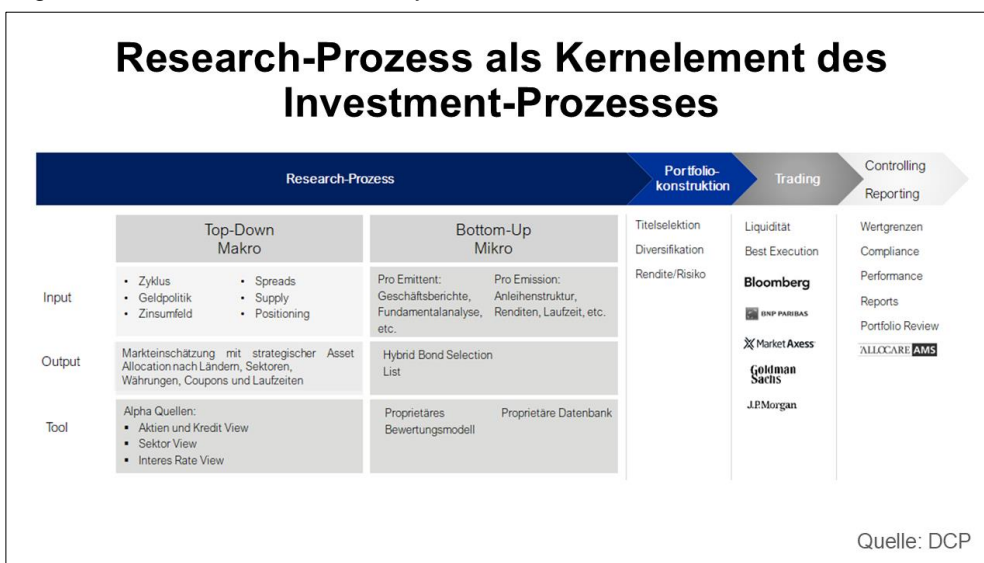 Research-Prozess als Kernelement des
Investment-Prozesses
Research-Prozess
Portfolio-
konstruktion
Trading
Controlling
Reporting
Top-Down
Makro
Bottom-Up
Mikro
Input
• Zyklus
• Geldpolitik
• Zinsumfeld
• Spreads
• Supply
• Positioning
Pro Emittent:
Geschäftsberichte,
Fundamentalanalyse,
etc.
Pro Emission:
Anleihenstruktur,
Renditen, Laufzeit, etc.
Output
Markteinschätzung mit strategischer Asset
Allocation nach Ländern, Sektoren,
Währungen, Coupons und Laufzeiten
Hybrid Bond Selection
List
Tool
Alpha Quellen:
▪ Aktien und Kredit View
▪ Sektor View
▪ Interes Rate View
Proprietäres
Bewertungsmodell
Proprietäre Datenbank
Titelselektion
Diversifikation
Rendite/Risiko
Liquidität
Best Execution
Bloomberg
BNP PARIBAS
MarketAxess
Goldman
Sachs
J.P.Morgan
Wertgrenzen
Compliance
Performance
Reports
Portfolio Review
ALLOCARE AMS
Quelle: DCP